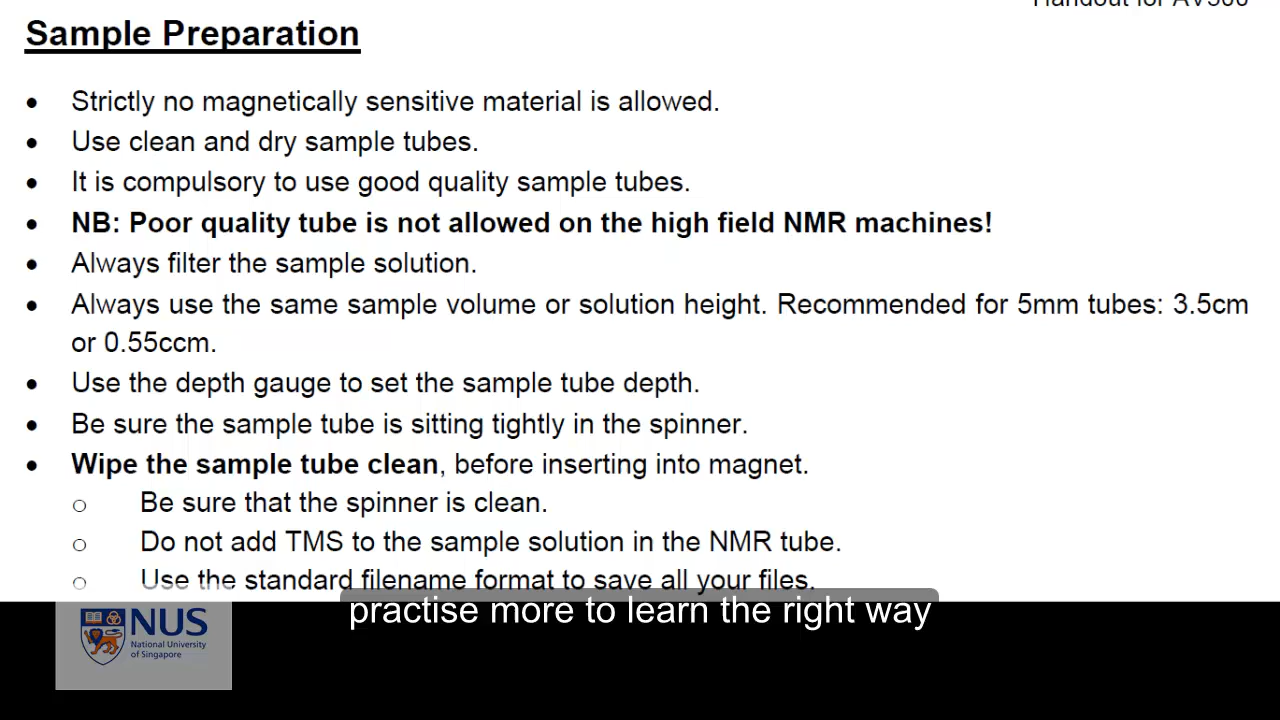 Handout for AV500
Sample Preparation
• Strictly no magnetically sensitive material is allowed.
• Use clean and dry sample tubes.
• It is compulsory to use good quality sample tubes.
• NB: Poor quality tube is not allowed on the high field NMR machines!
• Always filter the sample solution.
• Always use the same sample volume or solution height. Recommended for 5mm tubes: 3.5cm
or 0.55ccm.
• Use the depth gauge to set the sample tube depth.
• Be sure the sample tube is sitting tightly in the spinner.
• Wipe the sample tube clean, before inserting into magnet.
○ Be sure that the spinner is clean.
○ Do not add TMS to the sample solution in the NMR tube.
○ Use the standard filename format to save all your files.
practise more to learn the right way
NUS
National University
of Singapore